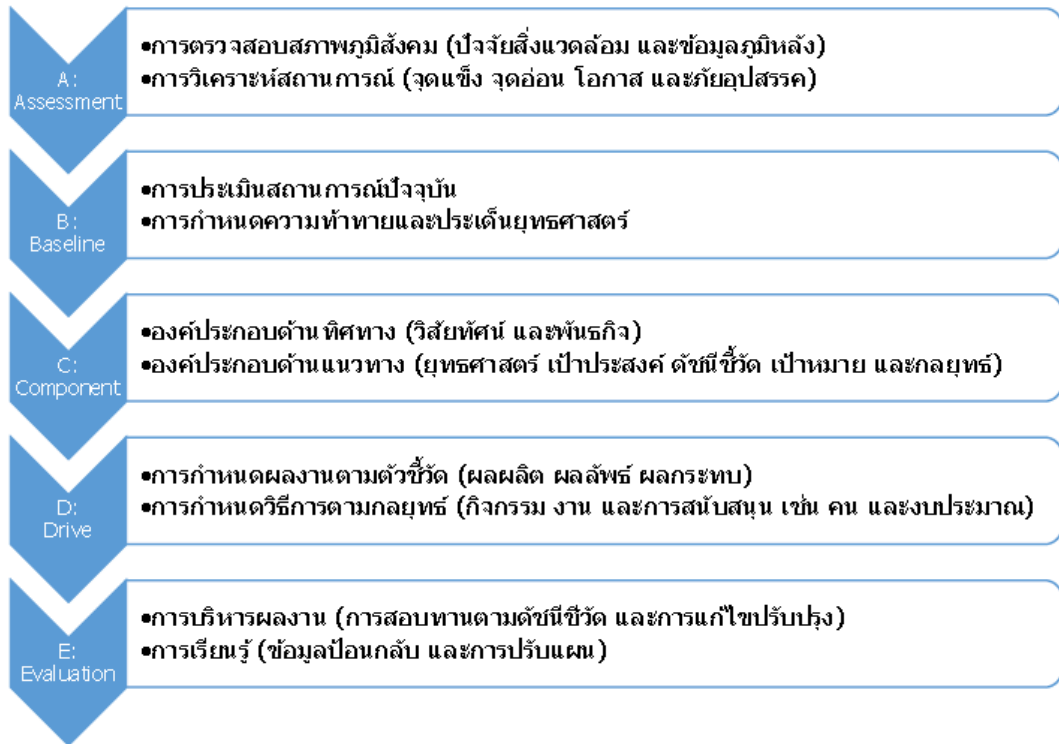 A:
Assessment
•การตรวจสอบสภาพภูมิสังคม (ปัจจัยสิ่งแวดล้อม และข้อมูลภูมิหลัง)
•การวิเคราะห์สถานการณ์ (จุดแข็ง จุดอ่อน โอกาส และภัยอุปสรรค)
B:
Baseline
•การประเมินสถานการณ์ปัจจุบัน
•การกำหนดความท้าทายและประเด็นยุทธศาสตร์
C:
Component
•องค์ประกอบด้านทิศทาง (วิสัยทัศน์ และพันธกิจ)
•องค์ประกอบด้านแนวทาง (ยุทธศาสตร์ เป้าประสงค์ ดัชนีชี้วัด เป้าหมาย และกลยุทธ์)
D:
Drive
•การกำหนดผลงานตามตัวชี้วัด (ผลผลิต ผลลัพธ์ ผลกระทบ)
•การกำหนดวิธีการตามกลยุทธ์ (กิจกรรม งาน และการสนับสนุน เช่น คน และงบประมาณ)
E:
Evaluation
•การบริหารผลงาน (การสอบทานตามดัชนีชีวัด และการแก้ไขปรับปรุง)
•การเรียนรู้ (ข้อมูลป้อนกลับ และการปรับแผน)